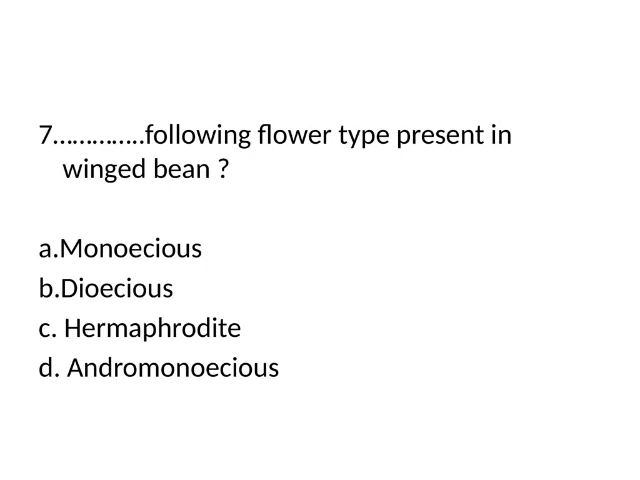 7…………..following flower type present in
winged bean ?
a.Monoecious
b.Dioecious
c. Hermaphrodite
d. Andromonoecious